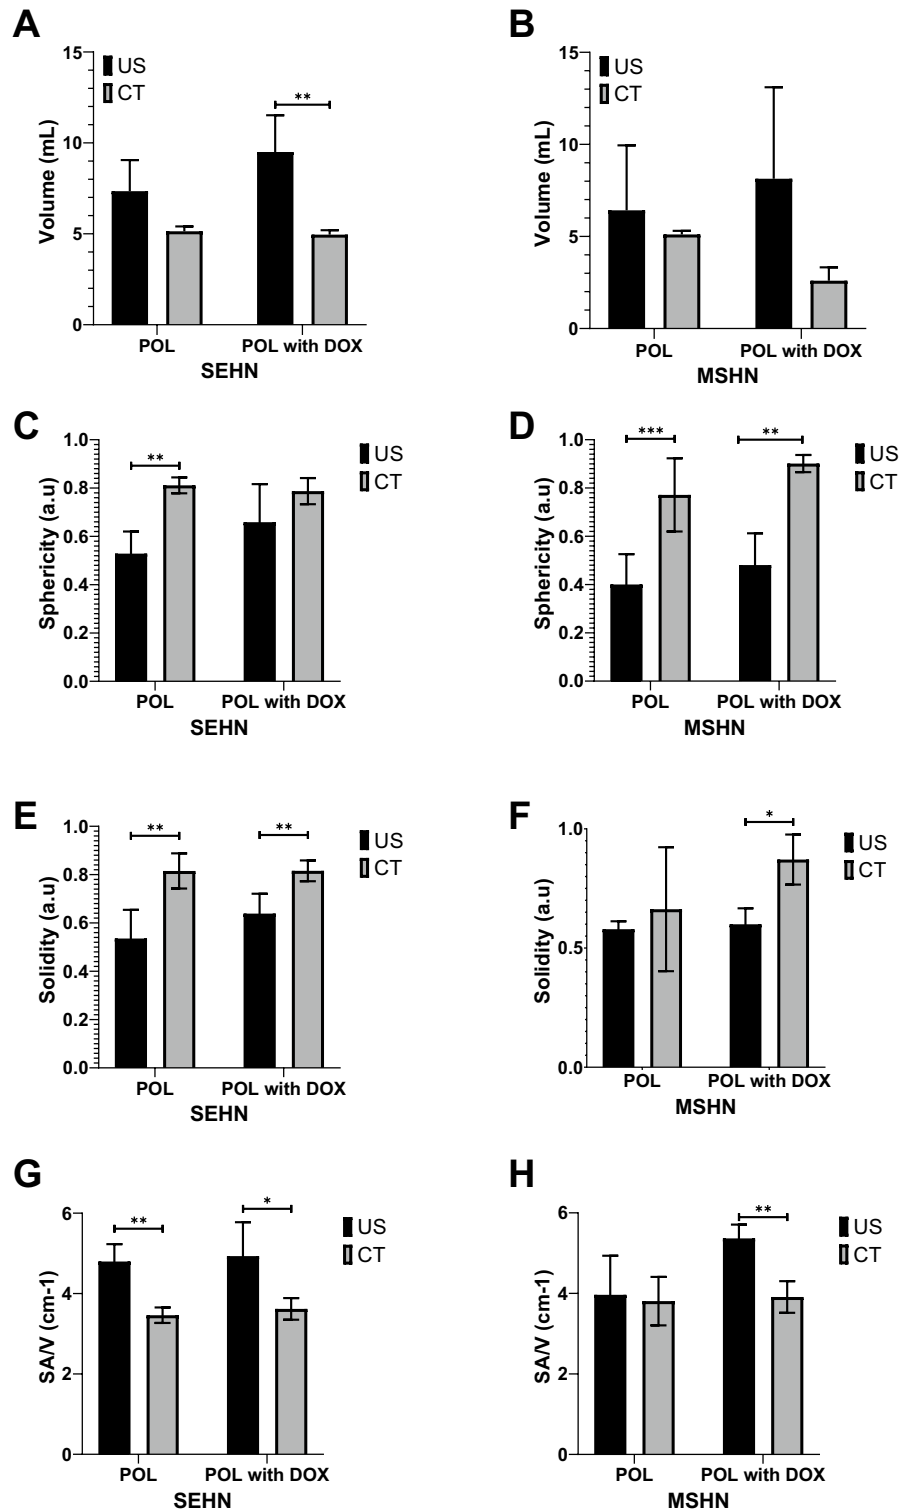 A
B
15
10
5
0
Volume (mL)
US
CT
**
POL
POL with DOX
SEHN
15
10
5
0
Volume (mL)
US
CT
POL
POL with DOX
MSHN
C
D
1.0
0.8
0.6
0.4
0.2
0.0
Sphericity (a.u)
**
US
CT
POL
POL with DOX
SEHN
1.0
0.8
0.6
0.4
0.2
0.0
Sphericity (a.u)
***
**
US
CT
POL
POL with DOX
MSHN
E
F
1.0
0.8
0.6
0.4
0.2
0.0
Solidity (a.u)
**
**
US
CT
POL
POL with DOX
SEHN
1.0
0.5
0.0
Solidity (a.u)
*
US
CT
POL
POL with DOX
MSHN
G
H
6
4
2
0
SA/V (cm-1)
**
*
US
CT
POL
POL with DOX
SEHN
6
4
2
0
SA/V (cm-1)
**
US
CT
POL
POL with DOX
MSHN